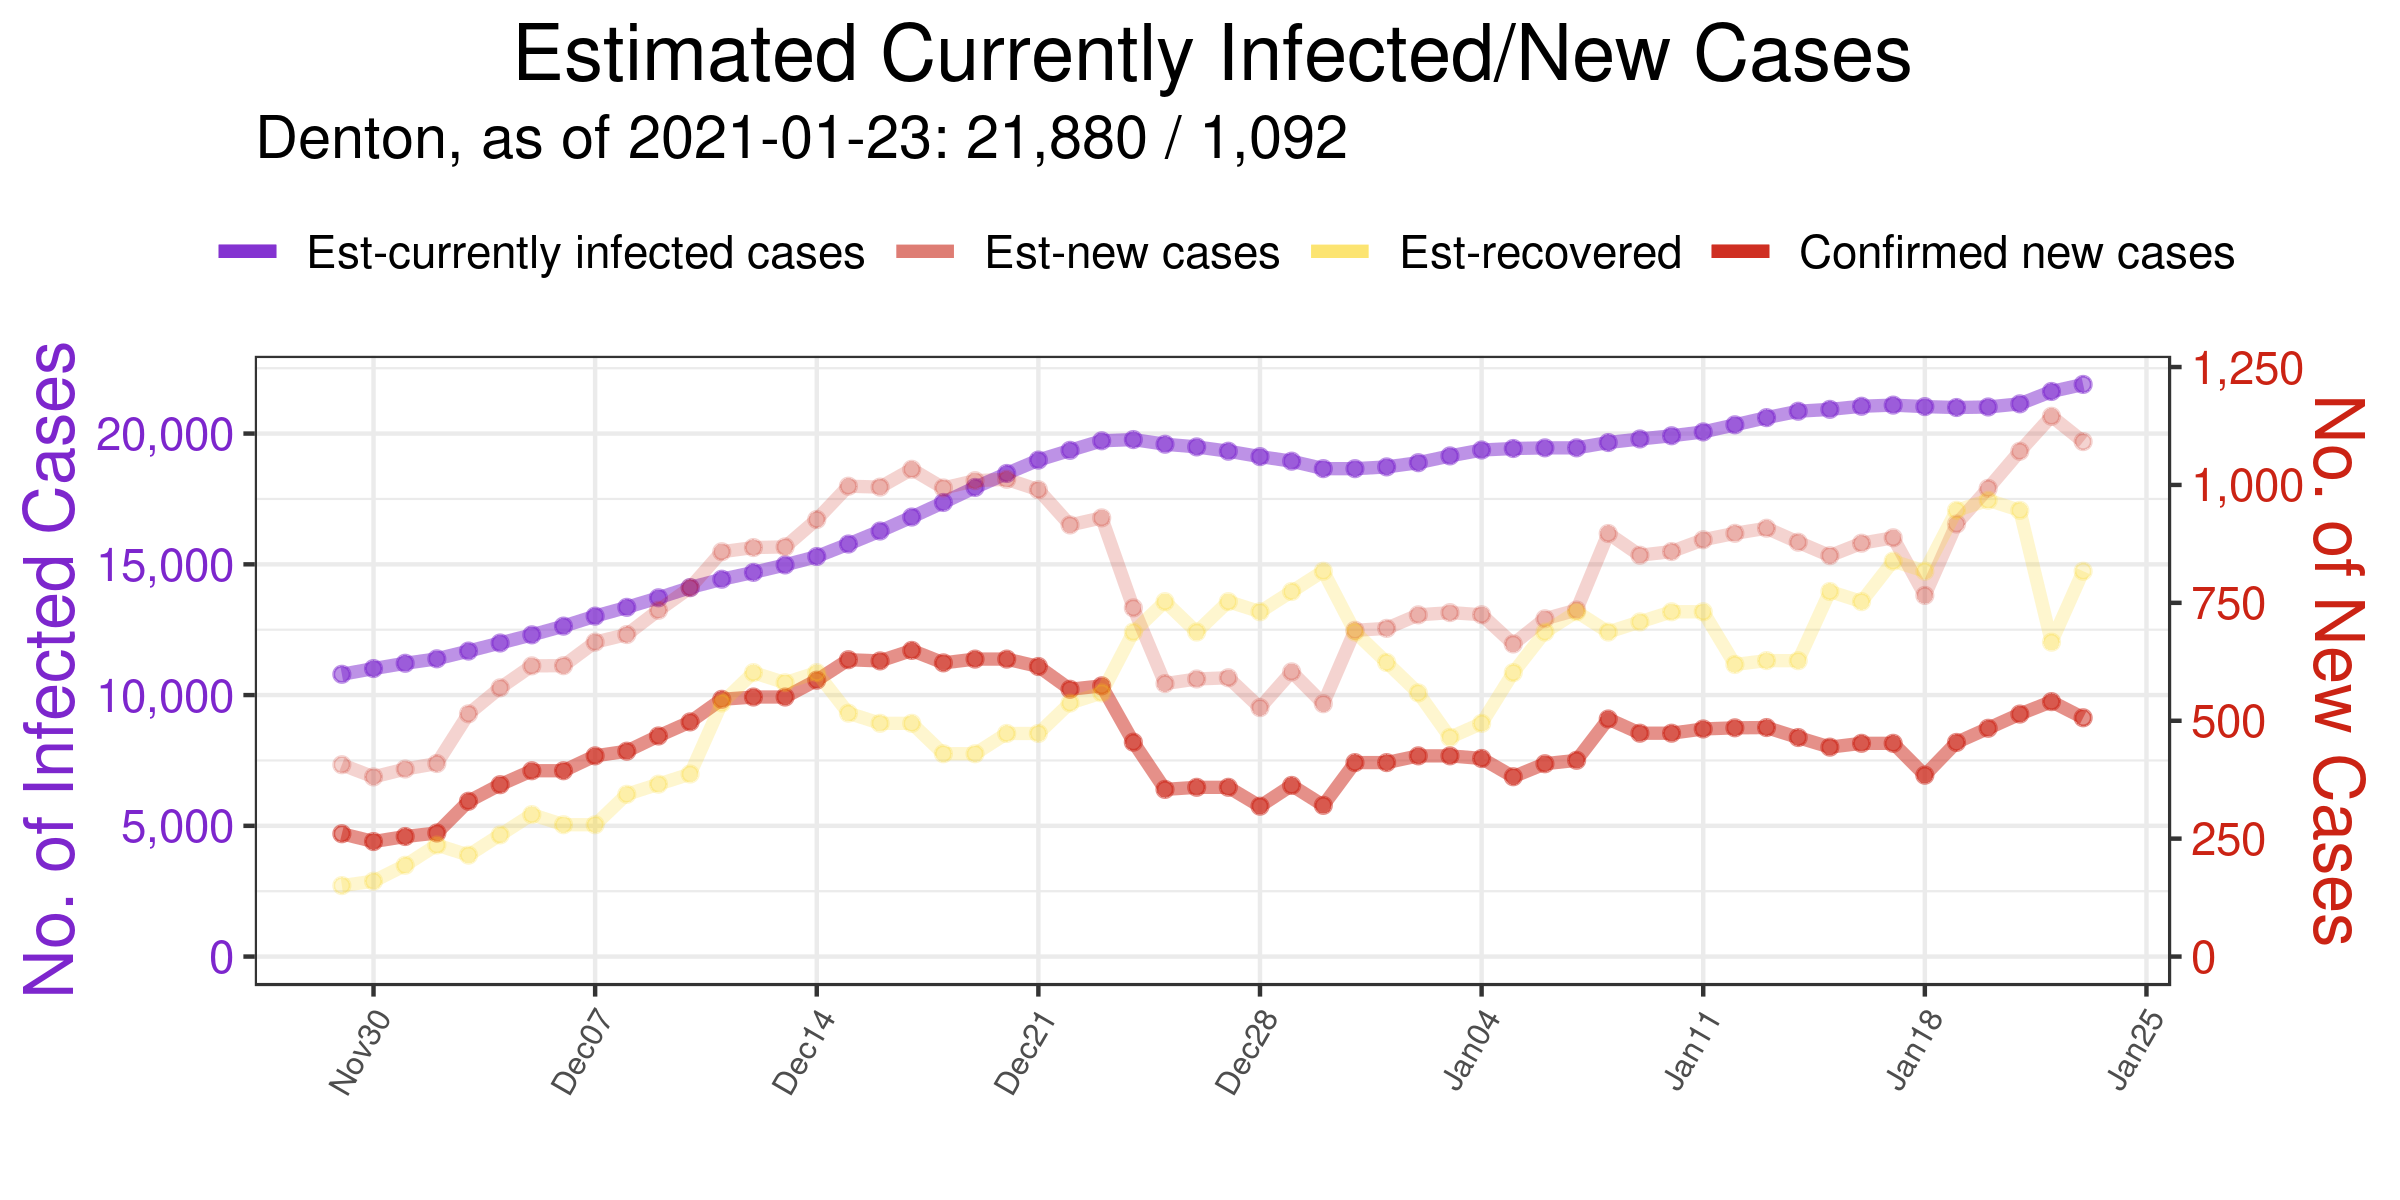 Estimated Currently Infected/New Cases
Denton, as of 2021-01-23: 21,880 / 1,092
Est-currently infected cases Est-new cases Est-recovered Confirmed new cases
No. of Infected Cases
20,000
15,000
10,000
5,000
0
1,250
1,000
750
500
250
0
No. of New Cases
Nov30 Dec07 Dec14 Dec21 Dec28 Jan04 Jan11 Jan18 Jan25